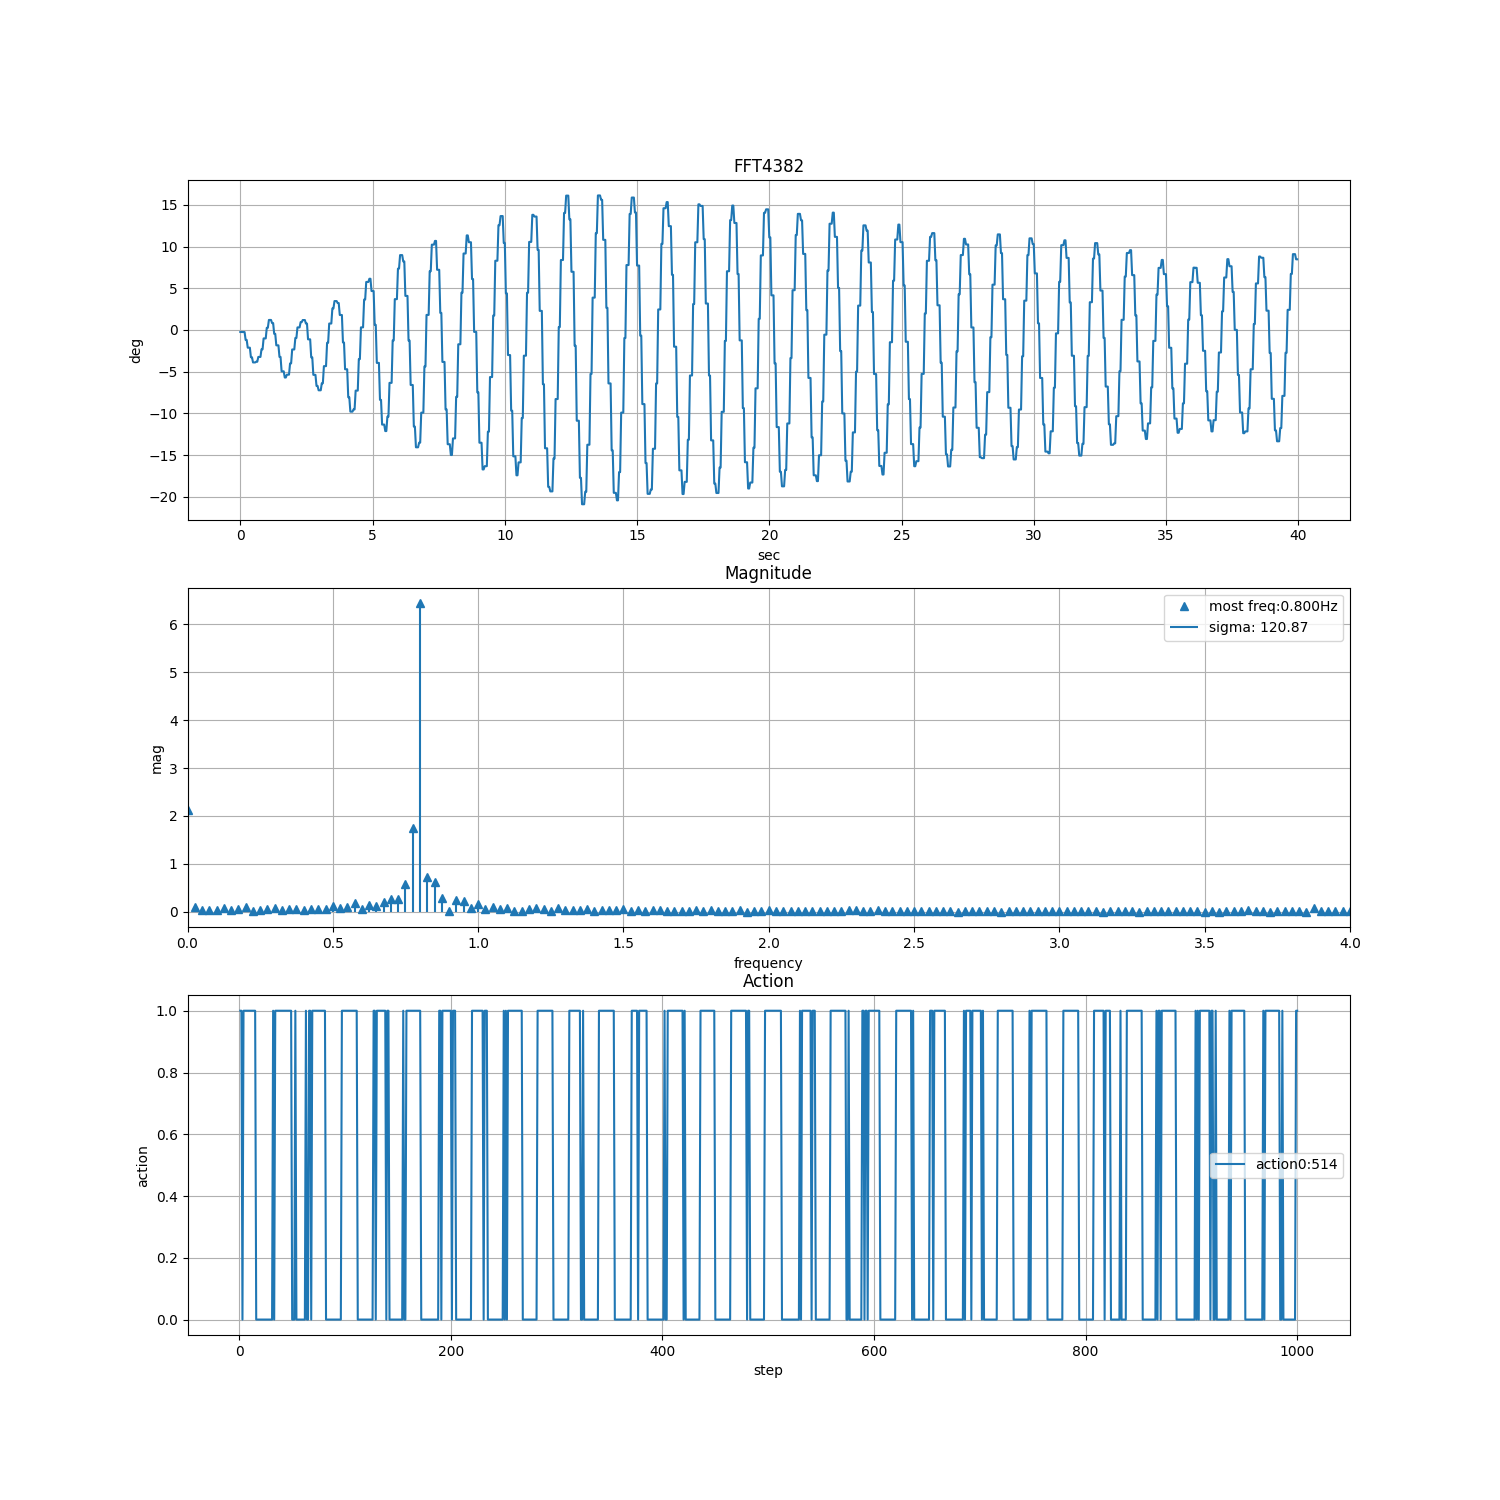 FFT4382
15
10
5
0
−5
−10
−15
−20
deg
0 5 10 15 20 25 30 35 40
sec
Magnitude
most freq:0.800Hz
sigma: 120.87
6
5
4
3
2
1
0
mag
0.0 0.5 1.0 1.5 2.0 2.5 3.0 3.5 4.0
frequency
Action
1.0
0.8
0.6
0.4
0.2
0.0
action
action0:514
0 200 400 600 800 1000
step